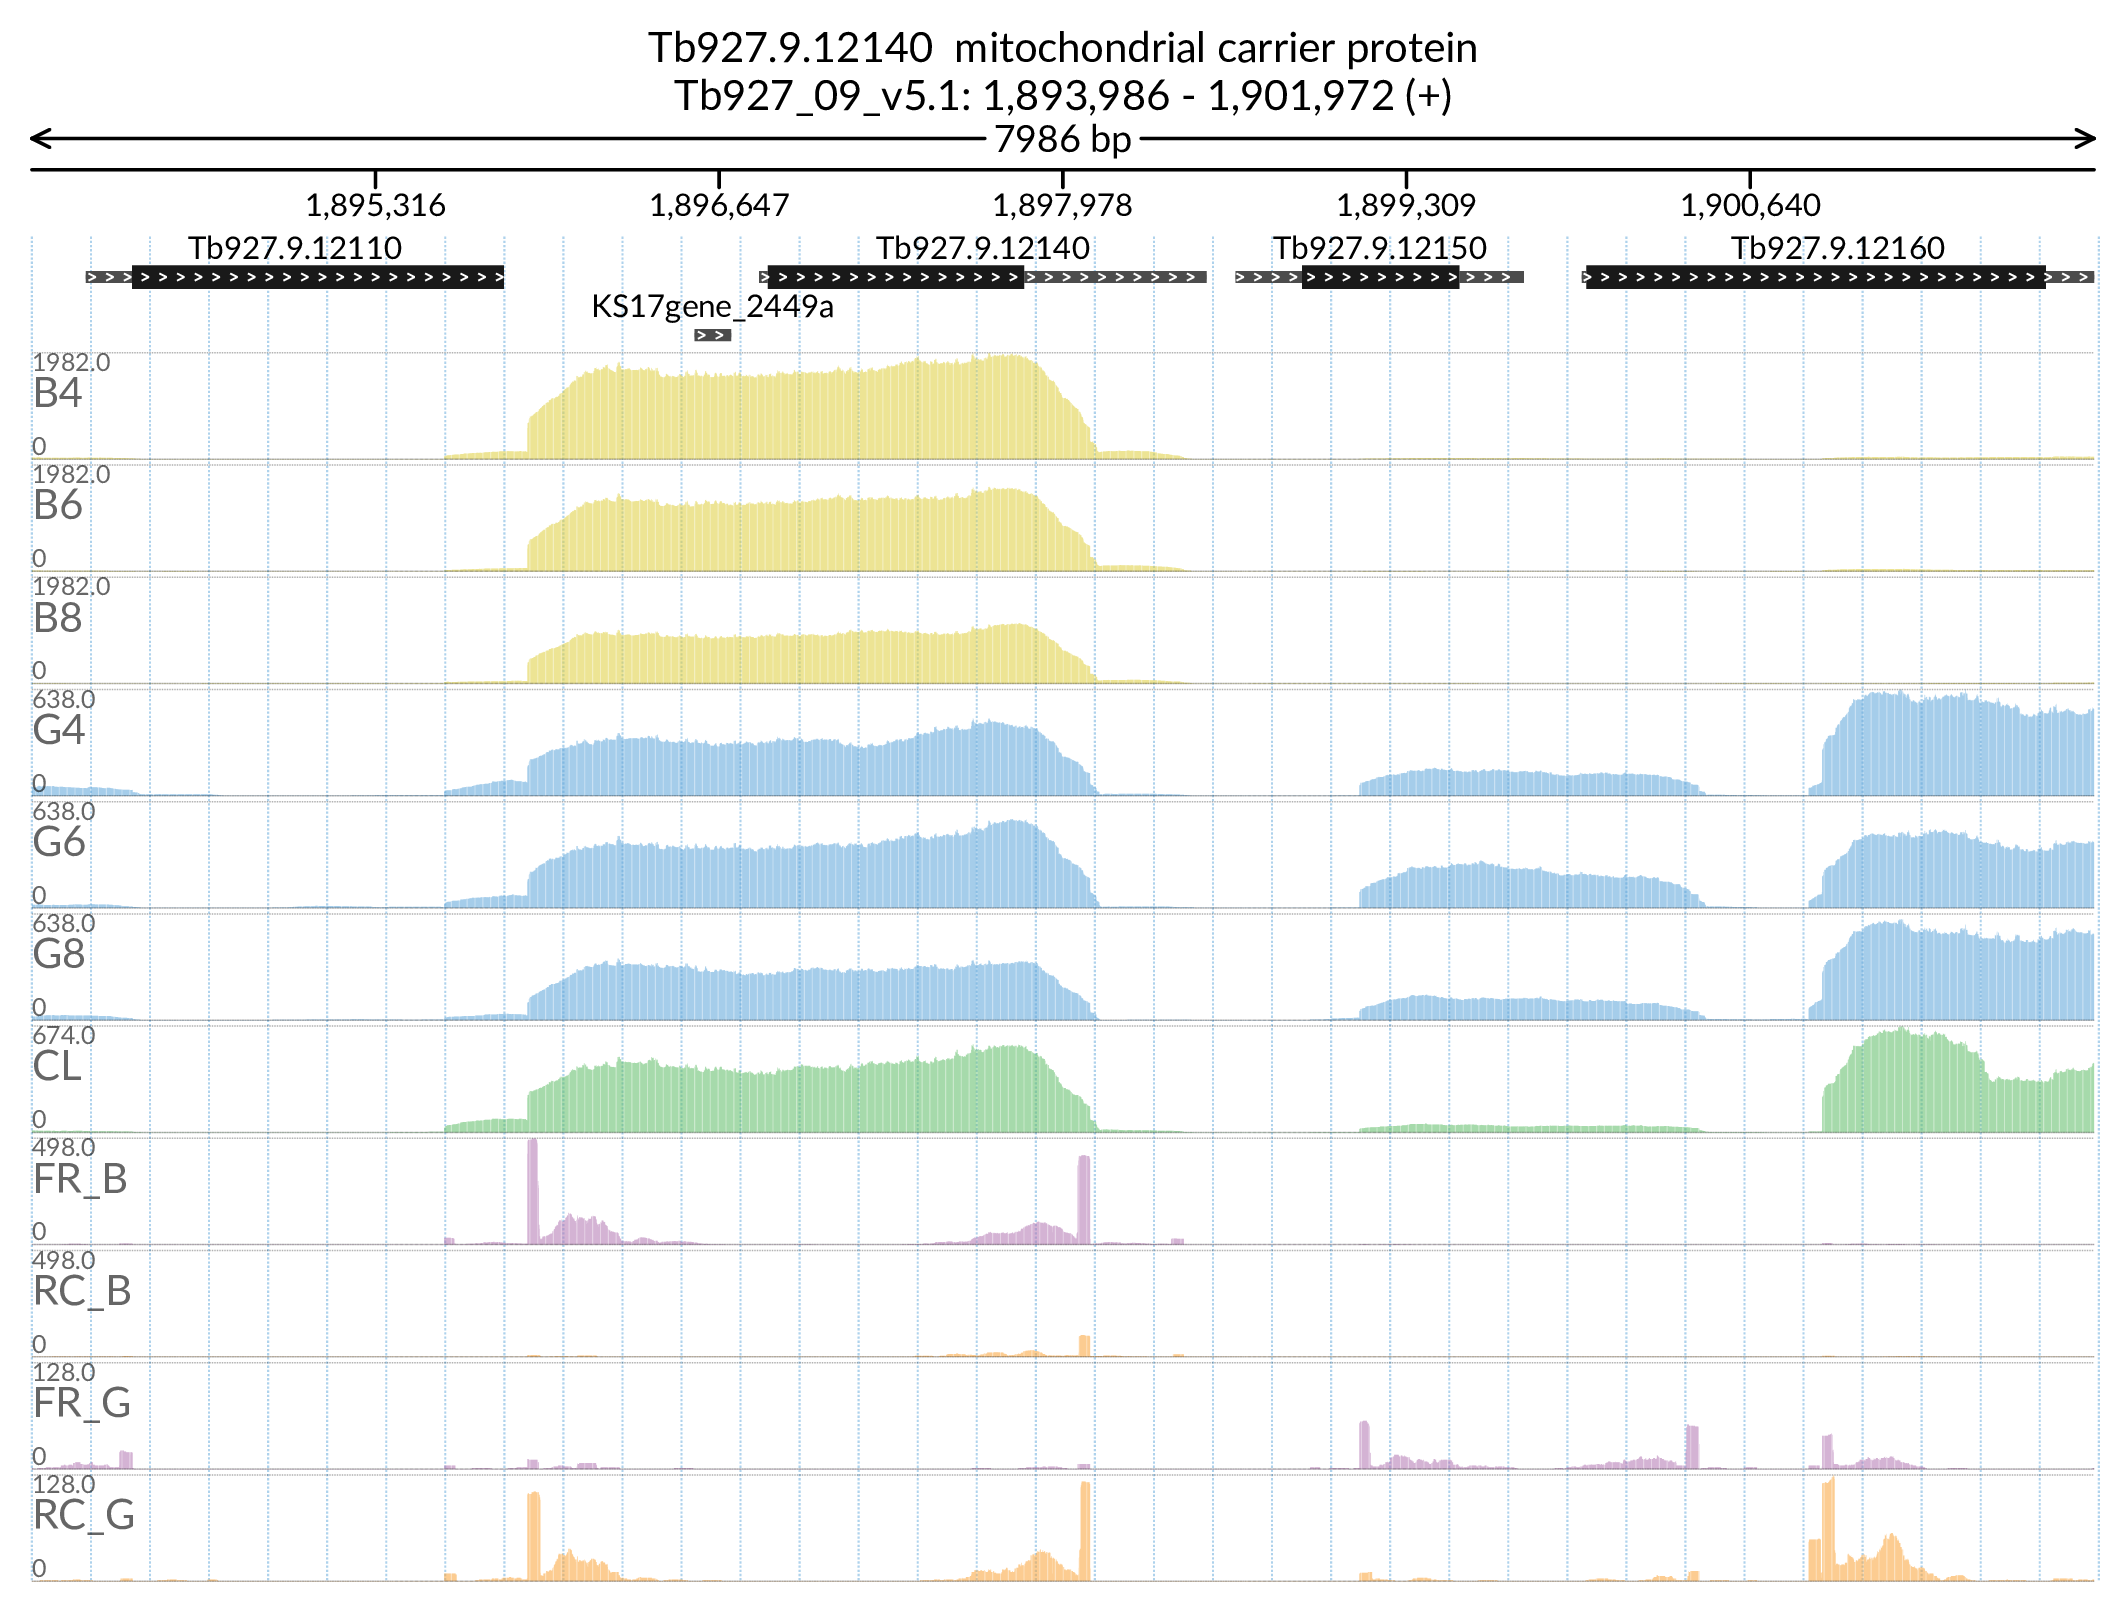 Tb927.9.12140  mitochondrial carrier protein
Tb927_09_v5.1: 1,893,986 - 1,901,972 (+)
7986 bp
1,895,316 1,896,647 1,897,978 1,899,309 1,900,640
Tb927.9.12110 Tb927.9.12140 Tb927.9.12150 Tb927.9.12160
KS17gene_2449a
1982.0
B4
0
1982.0
B6
0
1982.0
B8
0
638.0
G4
0
638.0
G6
0
638.0
G8
0
674.0
CL
0
498.0
FR_B
0
498.0
RC_B
0
128.0
FR_G
0
128.0
RC_G
0